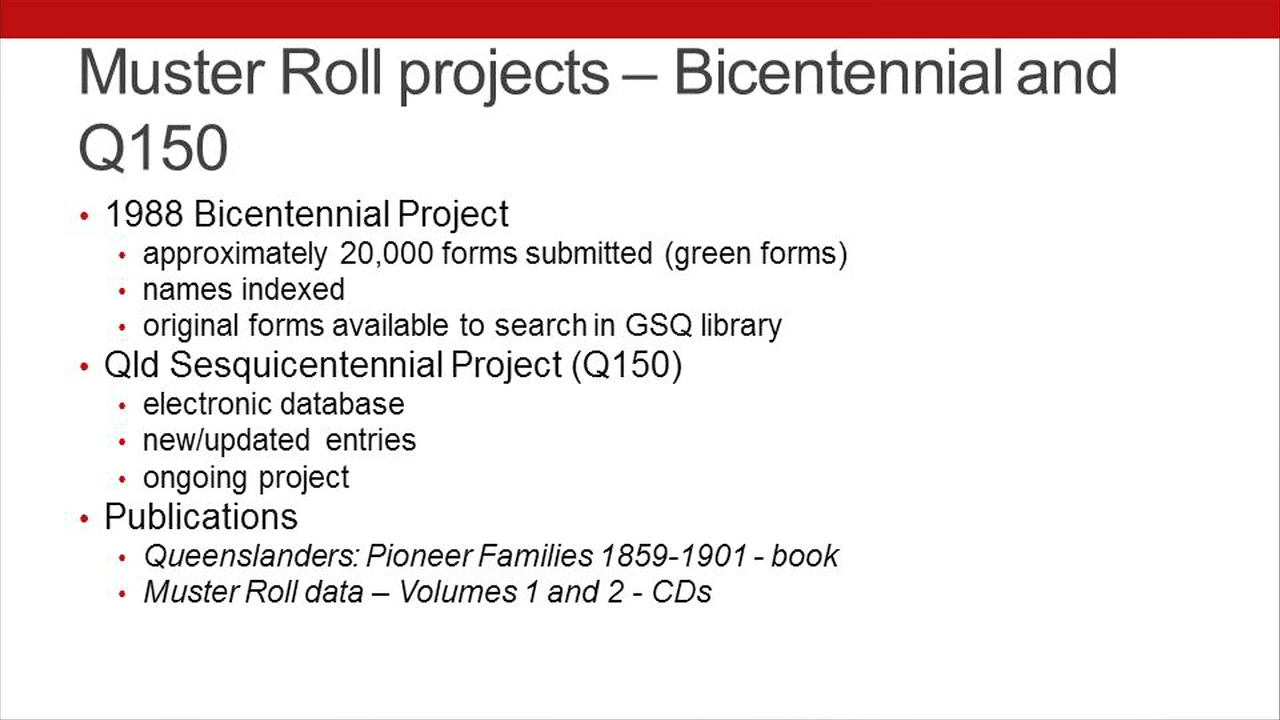 Muster Roll projects – Bicentennial and
Q150
• 1988 Bicentennial Project
• approximately 20,000 forms submitted (green forms)
• names indexed
• original forms available to search in GSQ library
• Qld Sesquicentennial Project (Q150)
• electronic database
• new/updated entries
• ongoing project
• Publications
• Queenslanders: Pioneer Families 1859-1901 - book
• Muster Roll data – Volumes 1 and 2 - CDs